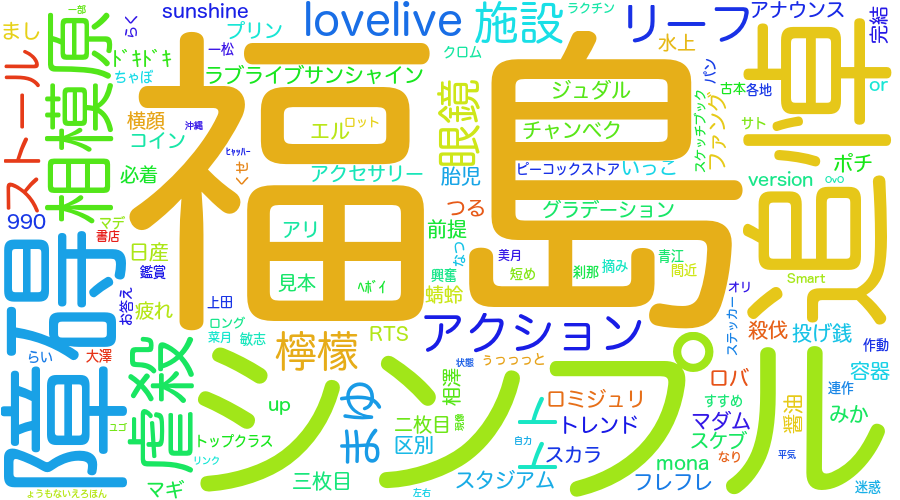 sunshine
lovelive
施設
ラクチン
リーフ
アナウンス
完結
まし
ストール
相模原
一部
らく
プリン
一松
ラブライブサンシャイン
クロム
水上
パン
古本
各地
or
追悼
ドキドキ
ちゃぽ
横顔
コイン
必着
沖縄
ヒャッハー
くせ
福島
エル
ロット
アクセサリー
眼鏡
胎児
ジュダル
チャンベク
ピーコックストア
いっこ
グラデーション
スケッチブック
ファング
サト
ポチ
version
OvO
990
マデ
書店
日産
鑑賞
お答え
疲れ
上田
アリ
見本
ヘボイ
つる
前提
なつ
興奮
蜻蛉
美月
短め
刹那
摘み
青江
間近
オリ
ステッカー
Smart
殺伐
投げ銭
作動
容器
障碍
らい
大澤
虐殺
ロング
菜月
敏志
檸檬
RTS
アクション
状態
うっっっと
シンプル
相澤
ロバ
すすめ
連作
ロミジュリ
トレンド
マダム
スケブ
なり
醤油
みか
平気
迷惑
ユゴ
up
まゆ
二枚目
区別
トップクラス
リンク
三枚目
マギ
ょうもないえろほん
左右
スタジアム
自力
スカラ
mona
フレフレ